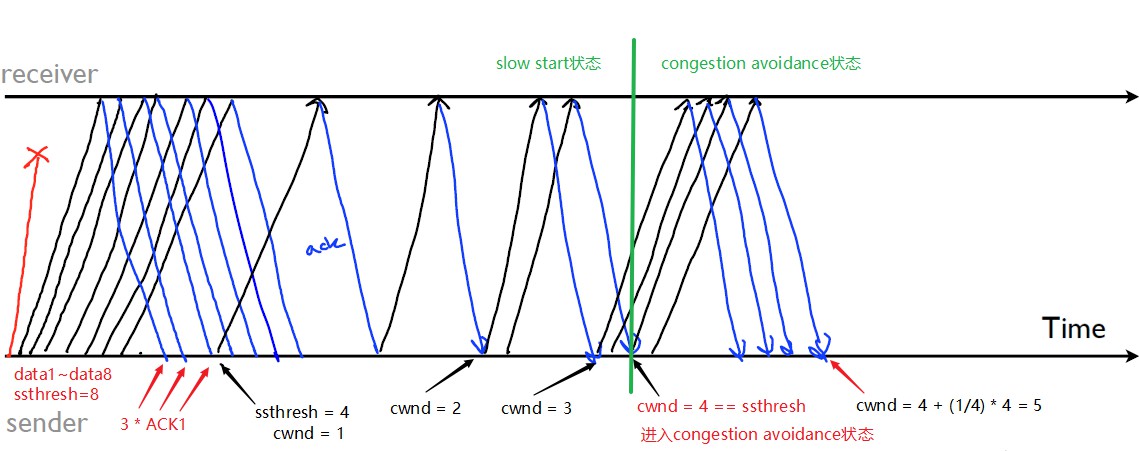 slow start状态
congestion avoidance状态
receiver
ack
Time
data1~data8
ssthresh=8
3 * ACK1
sender
ssthresh = 4
cwnd = 1
cwnd = 2
cwnd = 3
cwnd = 4 == ssthresh
进入congestion avoidance状态
cwnd = 4 + (1/4) * 4 = 5